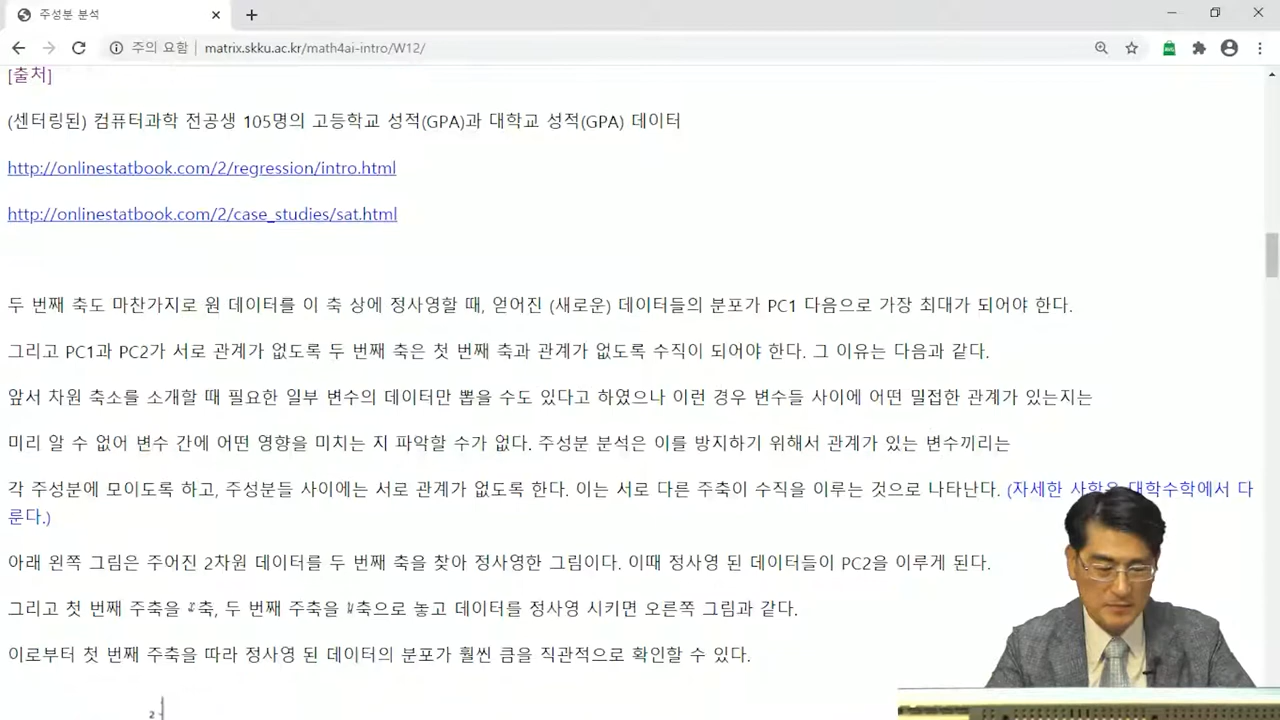 주성분 분석
주의 요함
matrix.skku.ac.kr/math4ai-intro/W12/
[출처]
(센터링된) 컴퓨터과학 전공생 105명의 고등학교 성적(GPA)과 대학교 성적(GPA) 데이터
http://onlinestatbook.com/2/regression/intro.html
http://onlinestatbook.com/2/case_studies/sat.html
두 번째 축도 마찬가지로 원 데이터를 이 축 상에 정사영할 때, 얻어진 (새로운) 데이터들의 분포가 PC1 다음으로 가장 최대가 되어야 한다.
그리고 PC1과 PC2가 서로 관계가 없도록 두 번째 축은 첫 번째 축과 관계가 없도록 수직이 되어야 한다. 그 이유는 다음과 같다.
앞서 차원 축소를 소개할 때 필요한 일부 변수의 데이터만 뽑을 수도 있다고 하였으나 이런 경우 변수들 사이에 어떤 밀접한 관계가 있는지는
미리 알 수 없어 변수 간에 어떤 영향을 미치는 지 파악할 수가 없다. 주성분 분석은 이를 방지하기 위해서 관계가 있는 변수끼리는
각 주성분에 모이도록 하고, 주성분들 사이에는 서로 관계가 없도록 한다. 이는 서로 다른 주축이 수직을 이루는 것으로 나타난다. (자세한 대학수학에서 다
룬다.)
아래 왼쪽 그림은 주어진 2차원 데이터를 두 번째 축을 찾아 정사영한 그림이다. 이때 정사영 된 데이터들이 PC2을 이루게 된다.
그리고 첫 번째 주축을 x축, 두 번째 주축을 y축으로 놓고 데이터를 정사영 시키면 오른쪽 그림과 같다.
이로부터 첫 번째 주축을 따라 정사영 된 데이터의 분포가 훨씬 큼을 직관적으로 확인할 수 있다.
2